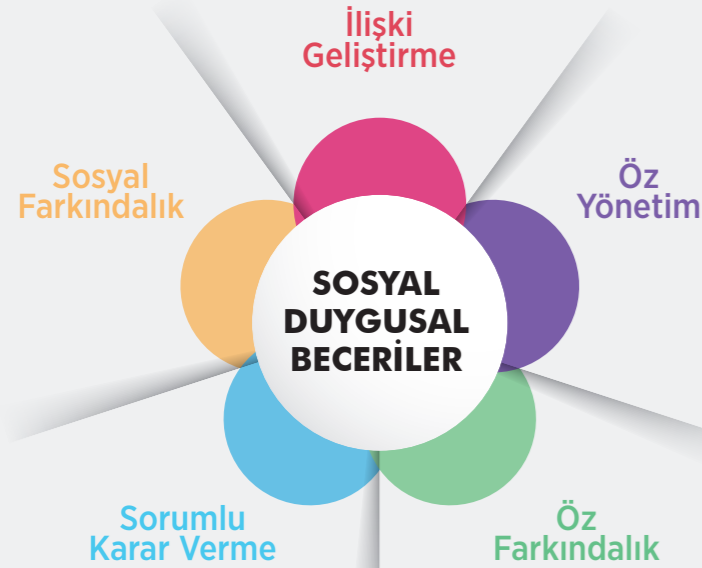 İlişki
Geliştirme
Sosyal
Farkındalık
Öz
Yönetim
SOSYAL
DUYGUSAL
BECERİLER
Sorumlu
Karar Verme
Öz
Farkındalık